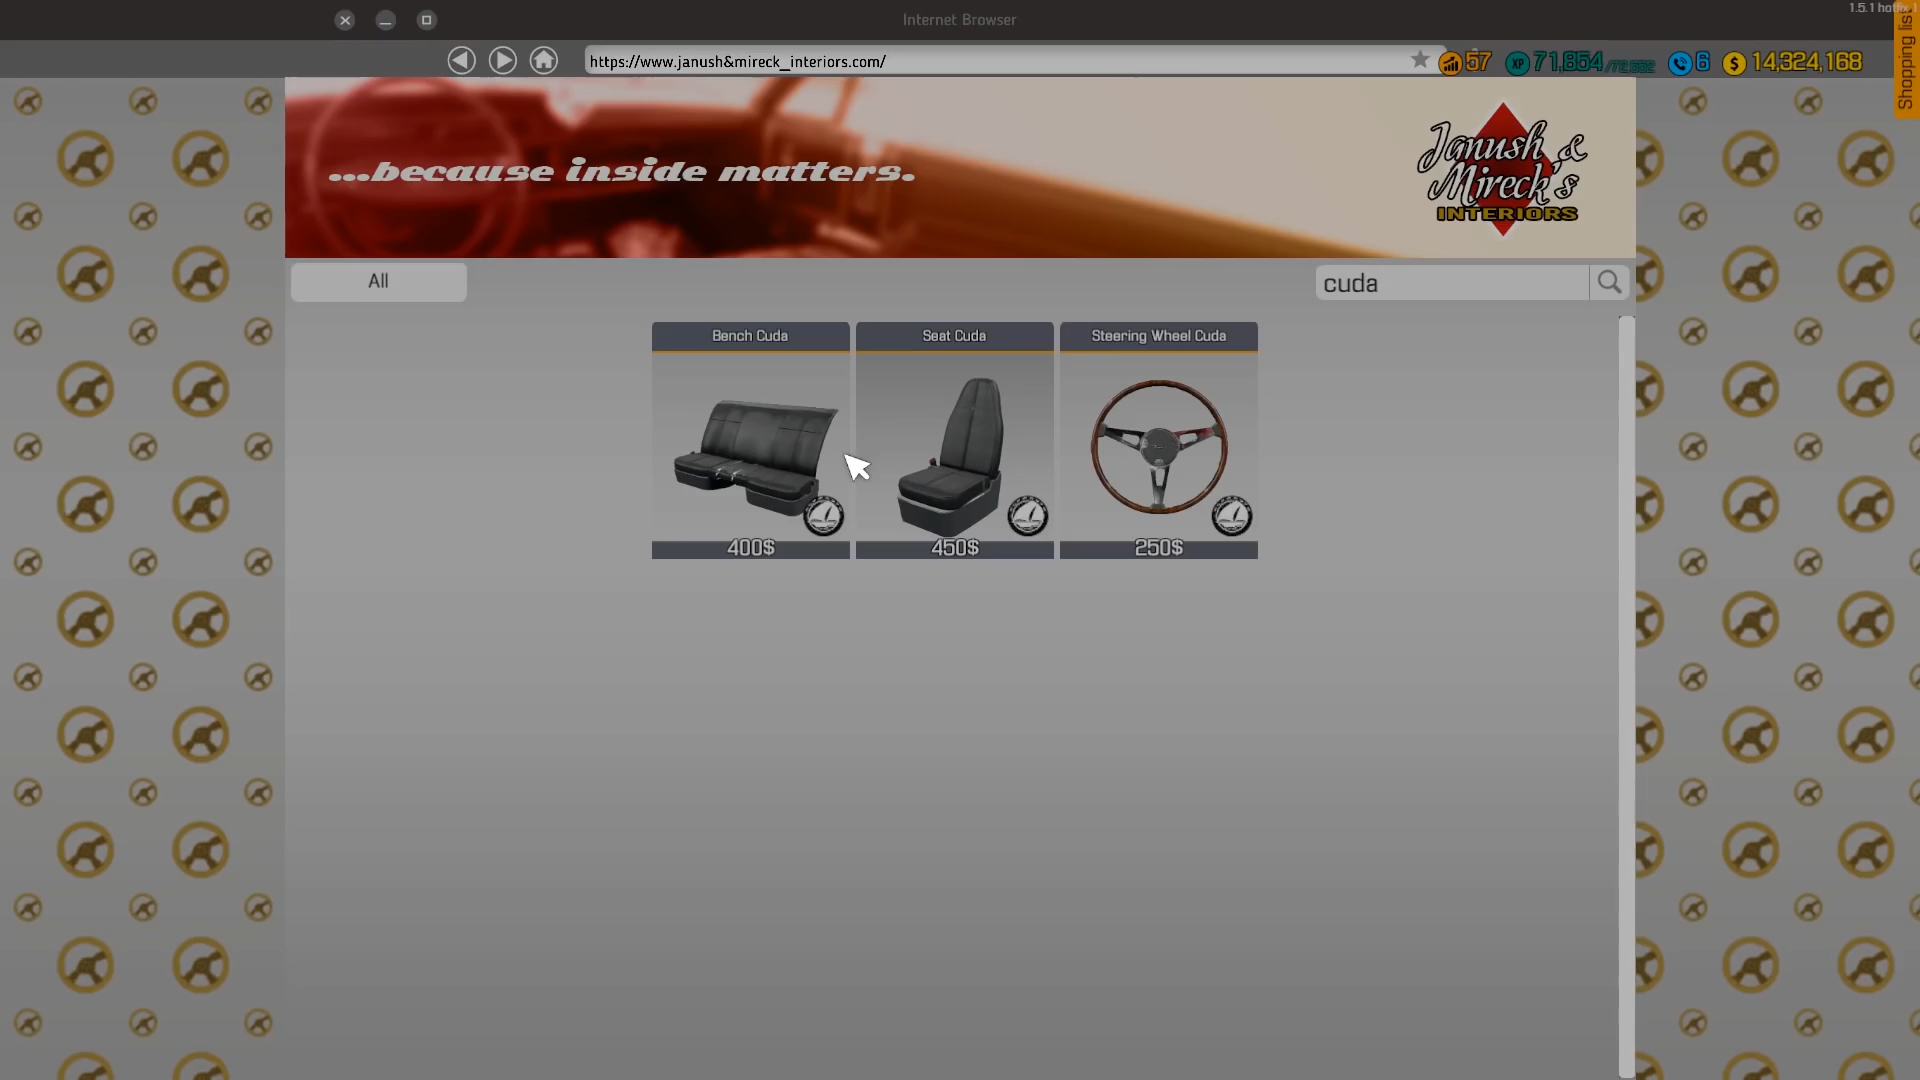 Internet Browser
1.5.1 hotfix 1
https://www.janush&mireck_interiors.com/
57
XP
71,854
6
$
14,324,168
Shopping list
...because inside matters.
Janush &
Mireck's
INTERIORS
All
cuda
Bench Cuda
Seat Cuda
Steering Wheel Cuda
400$
450$
250$